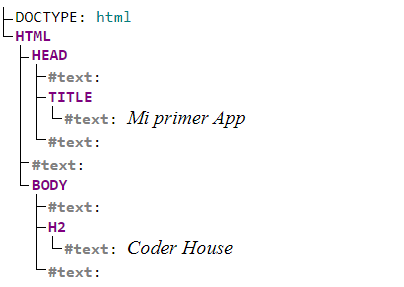 DOCTYPE: html
HTML
HEAD
#text:
TITLE
#text: Mi primer App
#text:
#text:
BODY
#text:
H2
#text: Coder House
#text: